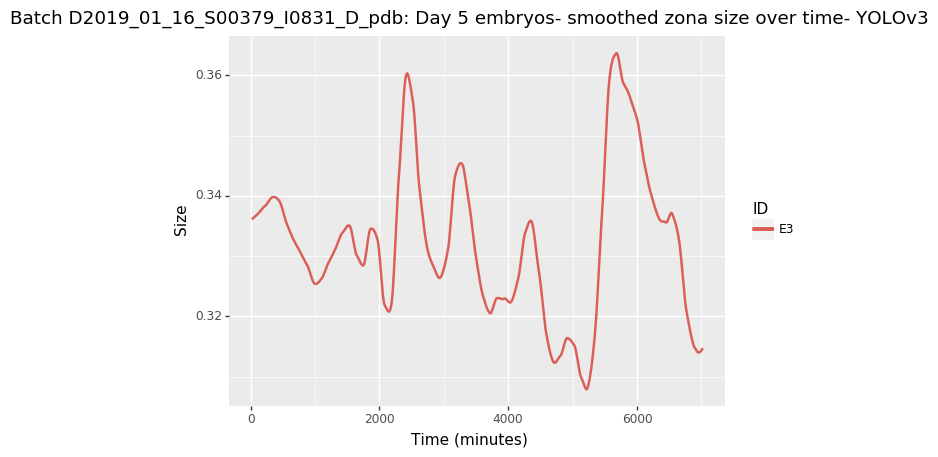 Batch D2019_01_16_S00379_I0831_D_pdb: Day 5 embryos- smoothed zona size over time- YOLOv3
0.36
0.34
0.32
Size
0
2000
4000
6000
Time (minutes)
ID
E3